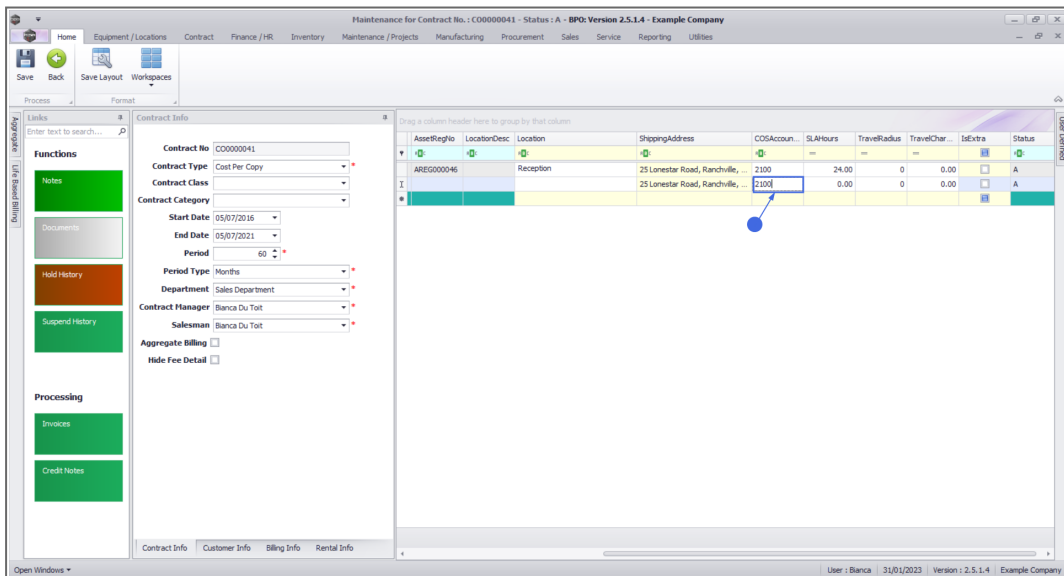 Maintenance for Contract No. : CO0000041 - Status : A - BPO: Version 2.5.1.4 - Example Company
Home Equipment / Locations Contract Finance / HR Inventory Maintenance / Projects Manufacturing Procurement Sales Service Reporting Utilities
Save Back Save Layout Workspaces
Process Format
Aggregate
Life Based Billing
Links
Enter text to search...
Functions
Notes
Documents
Hold History
Suspend History
Processing
Invoices
Credit Notes
Contract Info
Contract No CO0000041
Contract Type Cost Per Copy *
Contract Class
Contract Category
Start Date 05/07/2016
End Date 05/07/2021
Period 60 *
Period Type Months *
Department Sales Department *
Contract Manager Bianca Du Toit *
Salesman Bianca Du Toit *
Aggregate Billing
Hide Fee Detail
Contract Info Customer Info Billing Info Rental Info
Drag a column header here to group by that column
AssetRegNo LocationDesc Location ShippingAddress COSAccoun... SLAHours TravelRadius TravelChar... IsExtra Status
= = =
AREG000046 Reception 25 Lonestar Road, Ranchville, ... 2100 24.00 0 0.00 A
25 Lonestar Road, Ranchville, ... 2100 0.00 0 0.00 A
User Defined
Open Windows User : Bianca 31/01/2023 Version : 2.5.1.4 Example Company